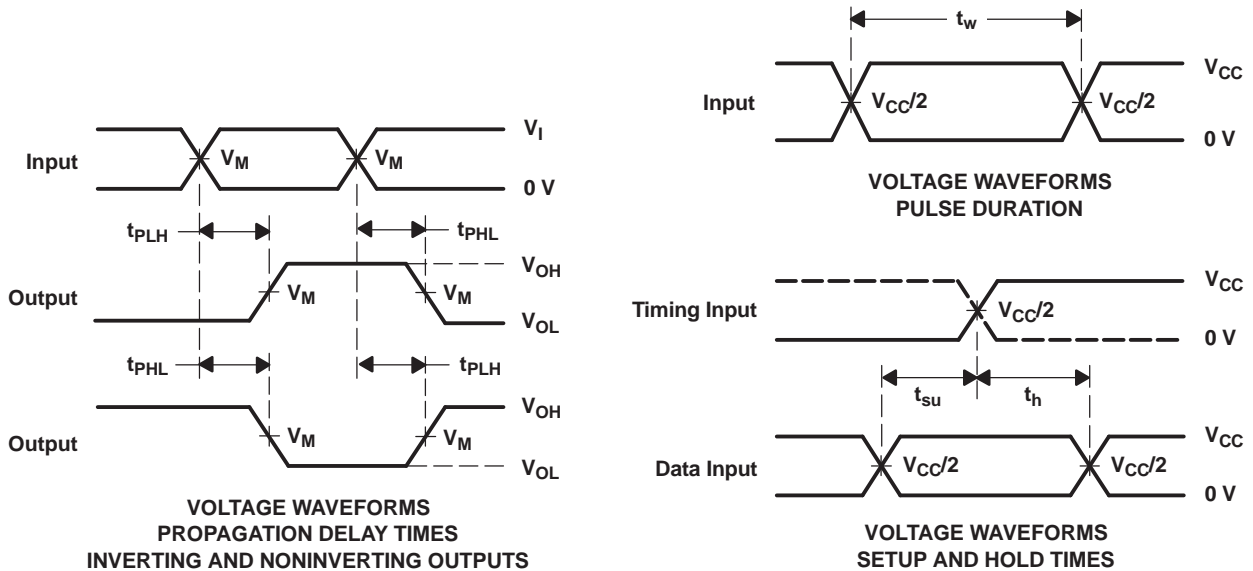 Input
V_I
V_M
V_M
0 V
t_PLH
t_PHL
Output
V_OH
V_M
V_M
V_OL
t_PHL
t_PLH
Output
V_OH
V_M
V_M
V_OL
VOLTAGE WAVEFORMS
PROPAGATION DELAY TIMES
INVERTING AND NONINVERTING OUTPUTS
t_w
Input
V_CC
V_CC/2
V_CC/2
0 V
VOLTAGE WAVEFORMS
PULSE DURATION
Timing Input
V_CC
V_CC/2
0 V
t_su
t_h
Data Input
V_CC
V_CC/2
V_CC/2
0 V
VOLTAGE WAVEFORMS
SETUP AND HOLD TIMES